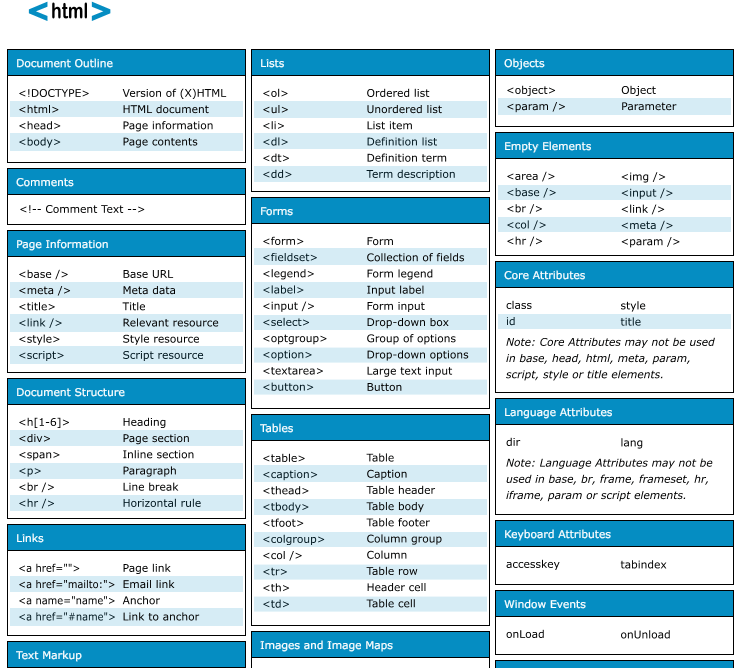 <html>
Document Outline
<!DOCTYPE> Version of (X)HTML
<html> HTML document
<head> Page information
<body> Page contents
Comments
<!-- Comment Text -->
Page Information
<base /> Base URL
<meta /> Meta data
<title> Title
<link /> Relevant resource
<style> Style resource
<script> Script resource
Document Structure
<h[1-6]> Heading
<div> Page section
<span> Inline section
<p> Paragraph
<br /> Line break
<hr /> Horizontal rule
Links
<a href=""> Page link
<a href="mailto:"> Email link
<a name="name"> Anchor
<a href="#name"> Link to anchor
Text Markup
Lists
<ol> Ordered list
<ul> Unordered list
<li> List item
<dl> Definition list
<dt> Definition term
<dd> Term description
Forms
<form> Form
<fieldset> Collection of fields
<legend> Form legend
<label> Input label
<input /> Form input
<select> Drop-down box
<optgroup> Group of options
<option> Drop-down options
<textarea> Large text input
<button> Button
Tables
<table> Table
<caption> Caption
<thead> Table header
<tbody> Table body
<tfoot> Table footer
<colgroup> Column group
<col /> Column
<tr> Table row
<th> Header cell
<td> Table cell
Images and Image Maps
Objects
<object> Object
<param /> Parameter
Empty Elements
<area /> <img />
<base /> <input />
<br /> <link />
<col /> <meta />
<hr /> <param />
Core Attributes
class style
id title
Note: Core Attributes may not be used
in base, head, html, meta, param,
script, style or title elements.
Language Attributes
dir lang
Note: Language Attributes may not be
used in base, br, frame, frameset, hr,
iframe, param or script elements.
Keyboard Attributes
accesskey tabindex
Window Events
onLoad onUnload